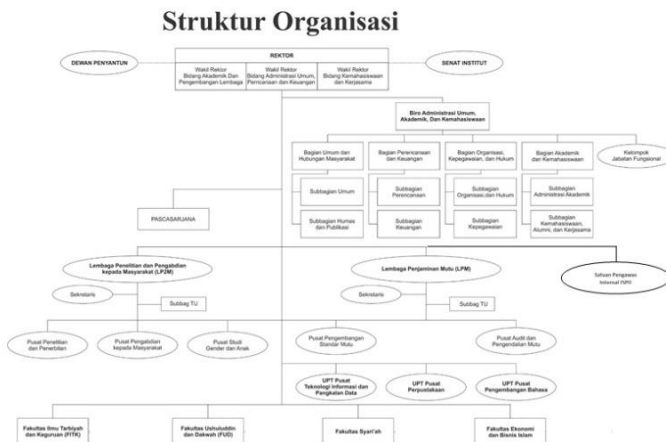 Struktur Organisasi
REKTOR
DEWAN PENYANTUN
Wakil Rektor
Bidang Akademik Dan
Pengembangan Lembaga
Wakil Rektor
Bidang Administrasi Umum,
Perncanaan dan Keuangan
Wakil Rektor
Bidang Kemahasiswaan
dan Kerjasama
SENAT INSTITUT
Biro Administrasi Umum,
Akademik, Dan Kemahasiswaan
Bagian Umum dan
Hubungan Masyarakat
Bagian Perencanaan
dan Keuangan
Bagian Organisasi,
Kepegawaian, dan Hukum
Bagian Akademik
dan Kemahasiswaan
Kelompok
Jabatan Fungsional
Subbagian Umum
Subbagian
Perencanaan
Subbagian
Organisasi,dan Hukum
Subbagian
Administrasi Akademik
PASCASARJANA
Subbagian Humas
dan Publikasi
Subbagian
Keuangan
Subbagian
Kepegawaian
Subbagian
Kemahasiswaan,
Alumni, dan Kerjasama
Lembaga Penelitian dan Pengabdian
kepada Masyarakat (LP2M)
Lembaga Penjaminan Mutu (LPM)
Satuan Pengawas
Internal (SPI)
Sekretaris
Subbag TU
Sekretaris
Subbag TU
Pusat Penelitian
dan Penerbitan
Pusat Pengabdian
kepada Masyarakat
Pusat Studi
Gender dan Anak
Pusat Pengembangan
Standar Mutu
Pusat Audit dan
Pengendalian Mutu
UPT Pusat
Teknologi Informasi dan
Pangkalan Data
UPT Pusat
Perpustakaan
UPT Pusat
Pengembangan Bahasa
Fakultas Ilmu Tarbiyah
dan Keguruan (FITK)
Fakultas Ushuluddin
dan Dakwah (FUD)
Fakultas Syari'ah
Fakultas Ekonomi
dan Bisnis Islam